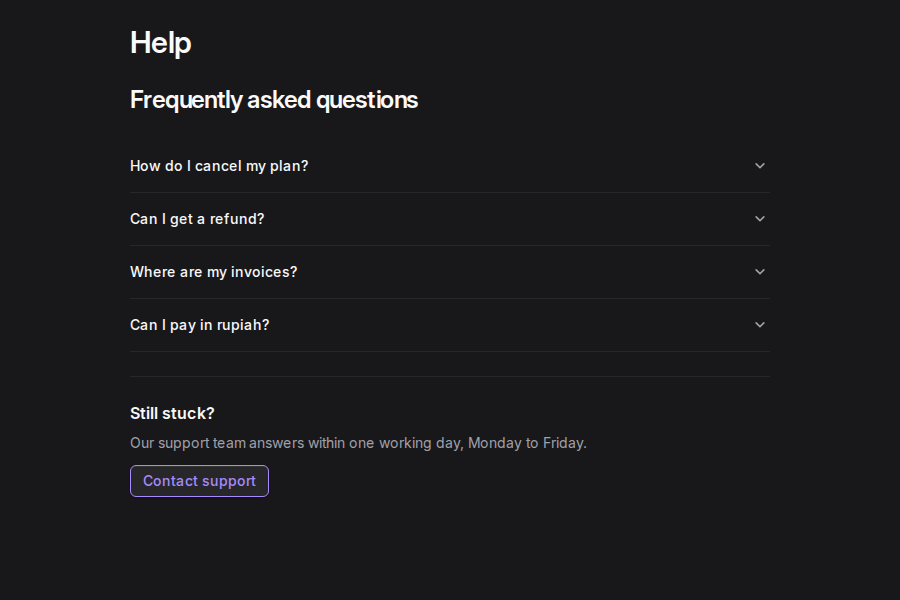 Help
Frequently asked questions
How do I cancel my plan?
Can I get a refund?
Where are my invoices?
Can I pay in rupiah?
Still stuck?
Our support team answers within one working day, Monday to Friday.
Contact support